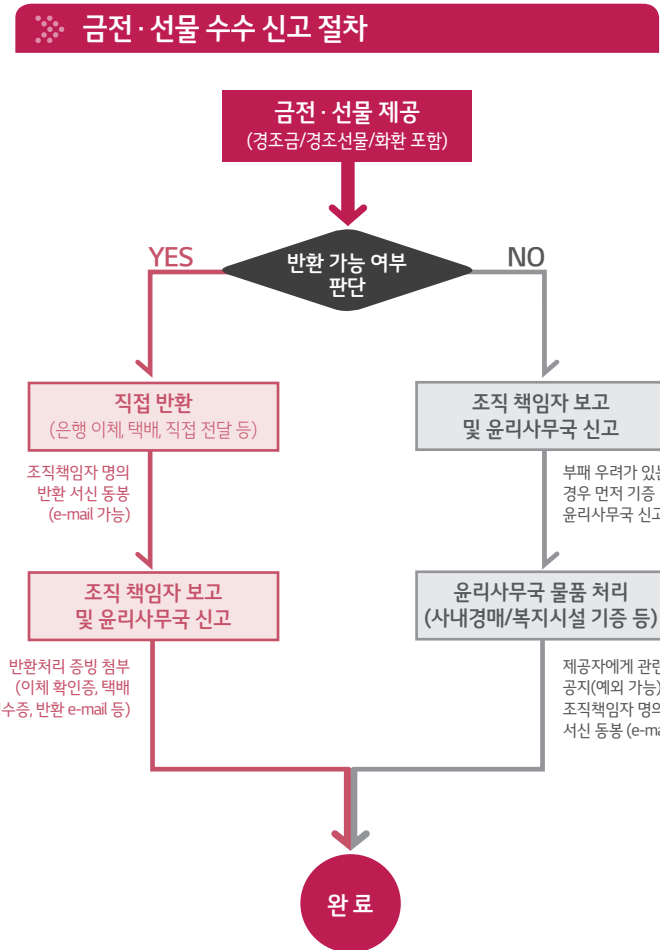 금전 · 선물 수수 신고 절차
금전 · 선물 제공
(경조금/경조선물/화환 포함)
반환 가능 여부
판단
YES
NO
직접 반환
(은행 이체, 택배, 직접 전달 등)
조직책임자 명의
반환 서신 동봉
(e-mail 가능)
조직 책임자 보고
및 윤리사무국 신고
반환처리 증빙 첨부
(이체 확인증, 택배
수증, 반환 e-mail 등)
조직 책임자 보고
및 윤리사무국 신고
부패 우려가 있는
경우 먼저 기증
윤리사무국 신고
윤리사무국 물품 처리
(사내경매/복지시설 기증 등)
제공자에게 관련
공지(예외 가능)
조직책임자 명의
서신 동봉 (e-ma
완 료